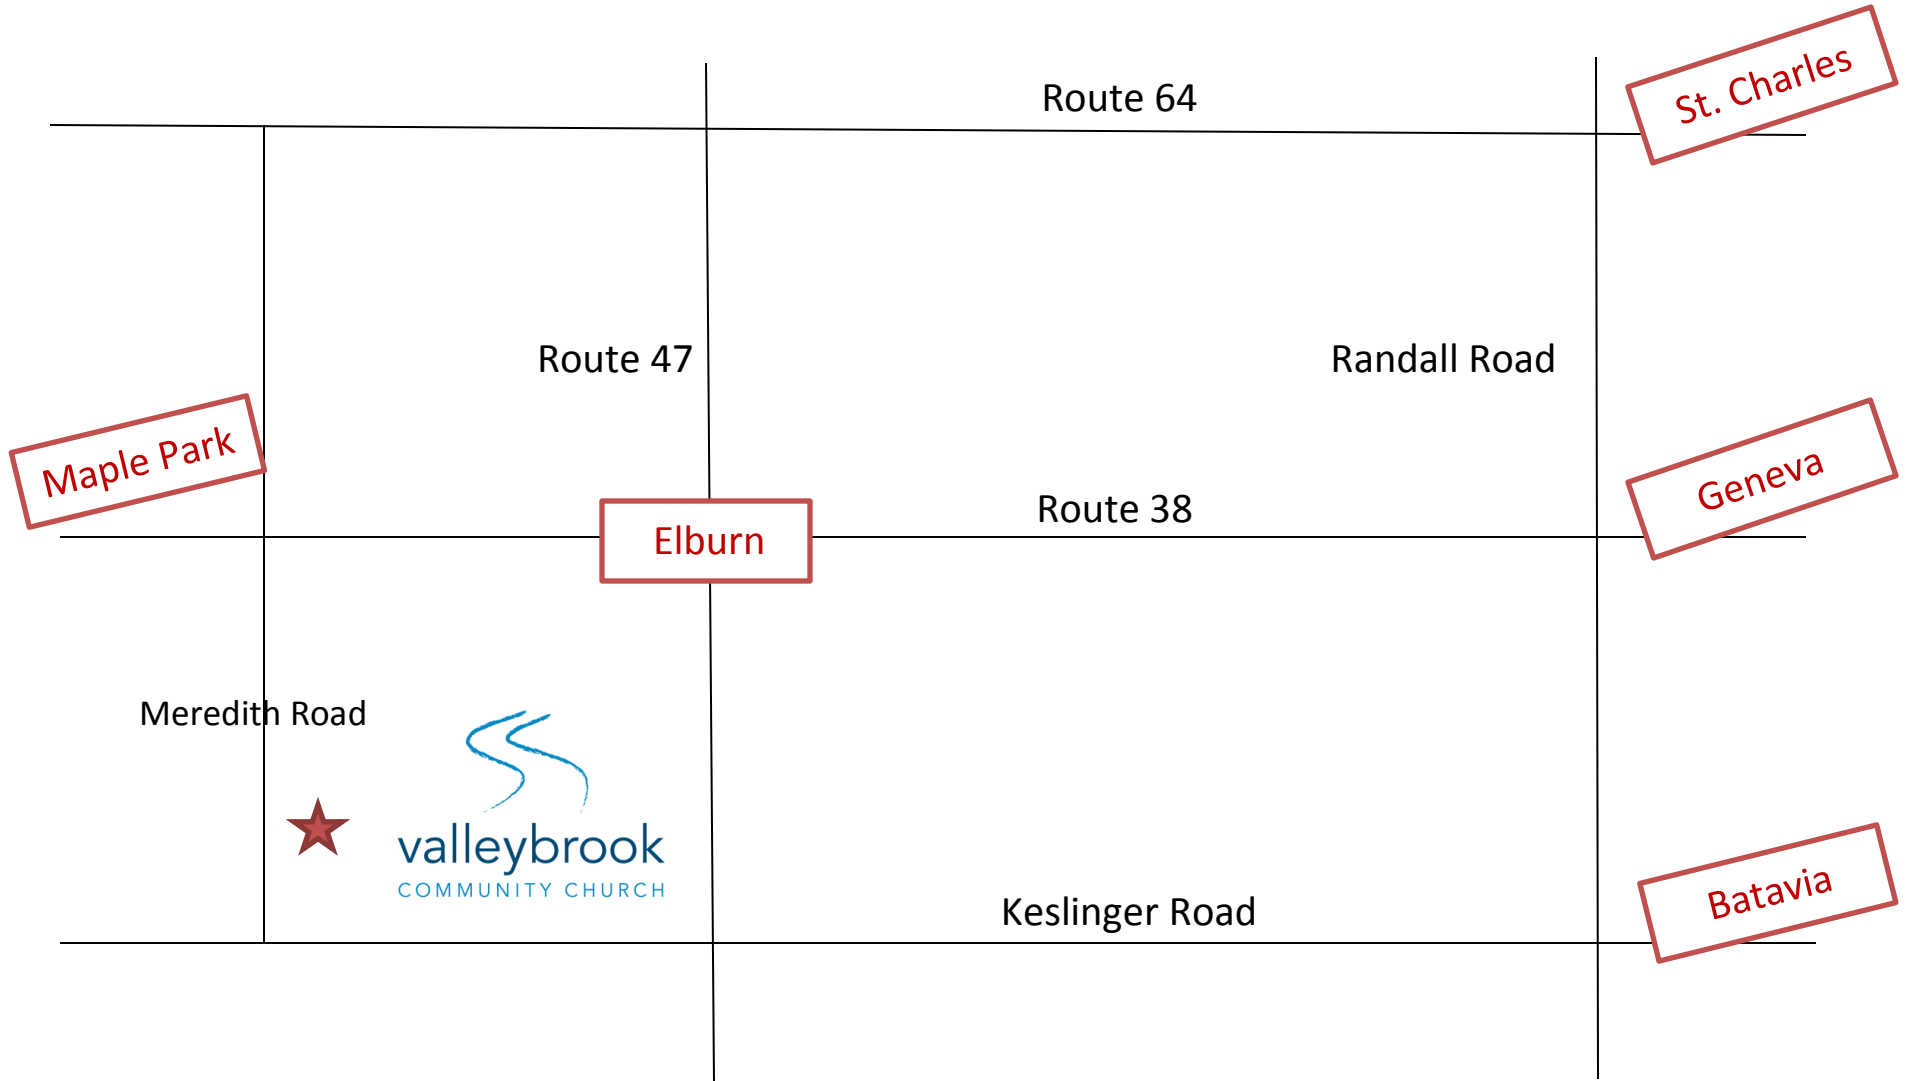 St. Charles
Route 64
Route 47
Randall Road
Maple Park
Geneva
Route 38
Elburn
Meredith Road
valleybrook
COMMUNITY CHURCH
Batavia
Keslinger Road